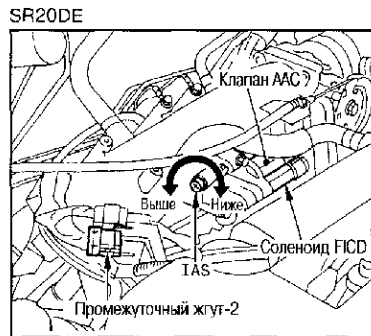 SR20DE
Клапан AAC
Выше
Ниже
Соленоид FICD
IAS
Промежуточный жгут-2